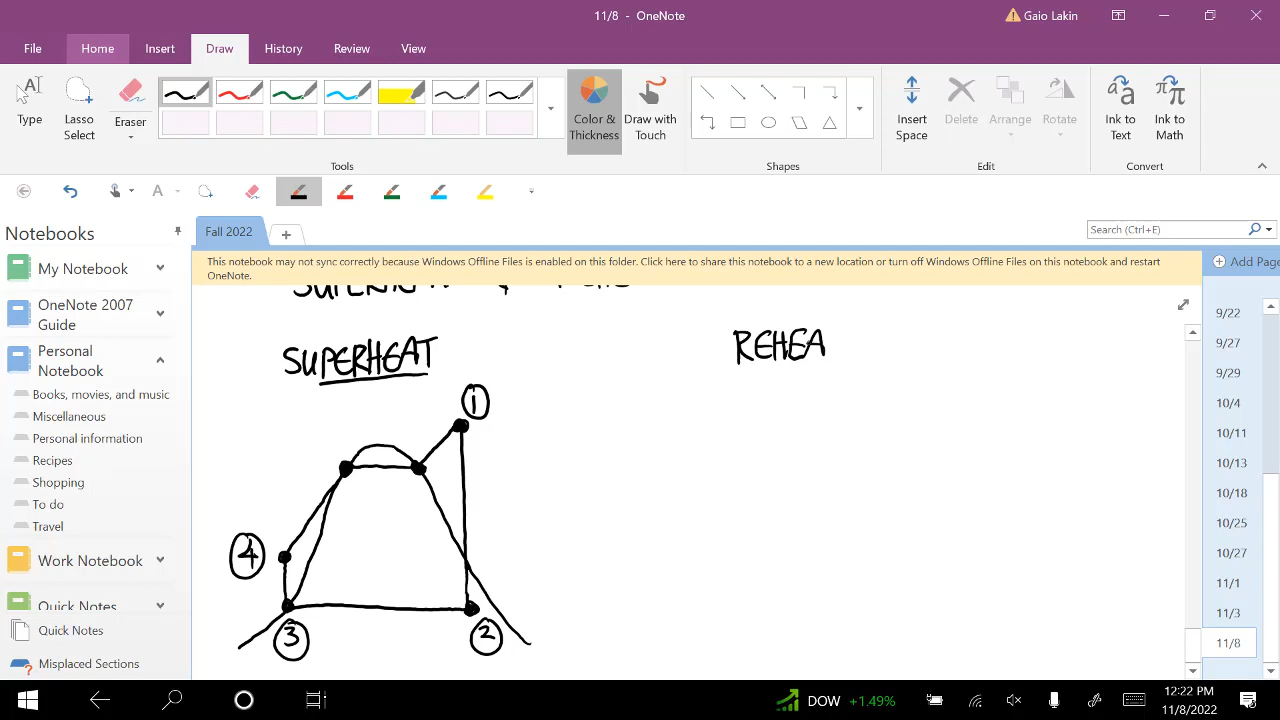 11/8 - OneNote
Gaio Lakin
File Home Insert Draw History Review View
Type
Lasso Select
Eraser
Color & Thickness
Draw with Touch
Insert Space
Delete
Arrange
Rotate
Ink to Text
Ink to Math
Tools
Shapes
Edit
Convert
Notebooks
Fall 2022
Search (Ctrl+E)
This notebook may not sync correctly because Windows Offline Files is enabled on this folder. Click here to share this notebook to a new location or turn off Windows Offline Files on this notebook and restart
OneNote.
Add Page
My Notebook
OneNote 2007
Guide
Personal
Notebook
Books, movies, and music
Miscellaneous
Personal information
Recipes
Shopping
To do
Travel
Work Notebook
Quick Notes
Quick Notes
Misplaced Sections
SUPERHEAT
REHEA
1
4
3
2
9/22
9/27
9/29
10/4
10/11
10/13
10/18
10/25
10/27
11/1
11/3
11/8
DOW +1.49%
12:22 PM
11/8/2022